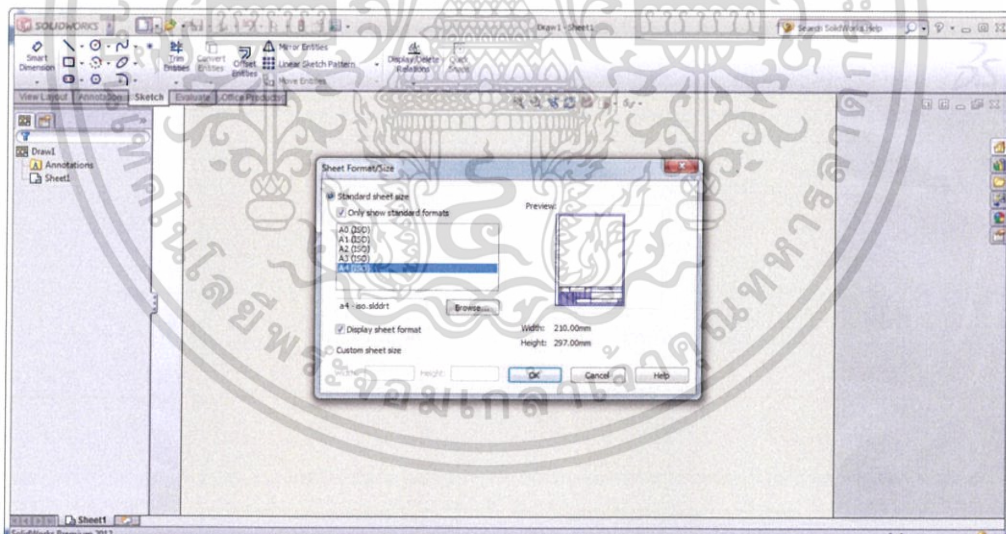 SOLIDWORKS
Draw1 - Sheet1
Search SolidWorks Help
Smart Dimension
Trim Entities
Convert Entities
Offset Entities
Mirror Entities
Linear Sketch Pattern
Move Entities
Display/Delete Relations
Quick Snaps
View Layout
Annotation
Sketch
Evaluate
Office Products
Draw1
Annotations
Sheet1
Sheet Format/Size
Standard sheet size
Only show standard formats
A0 (ISO)
A1 (ISO)
A2 (ISO)
A3 (ISO)
A4 (ISO)
a4 - iso.slddrt
Browse...
Display sheet format
Custom sheet size
Width:
Height:
Preview:
Width: 210.00mm
Height: 297.00mm
OK
Cancel
Help
Sheet1
SolidWorks Premium 2012